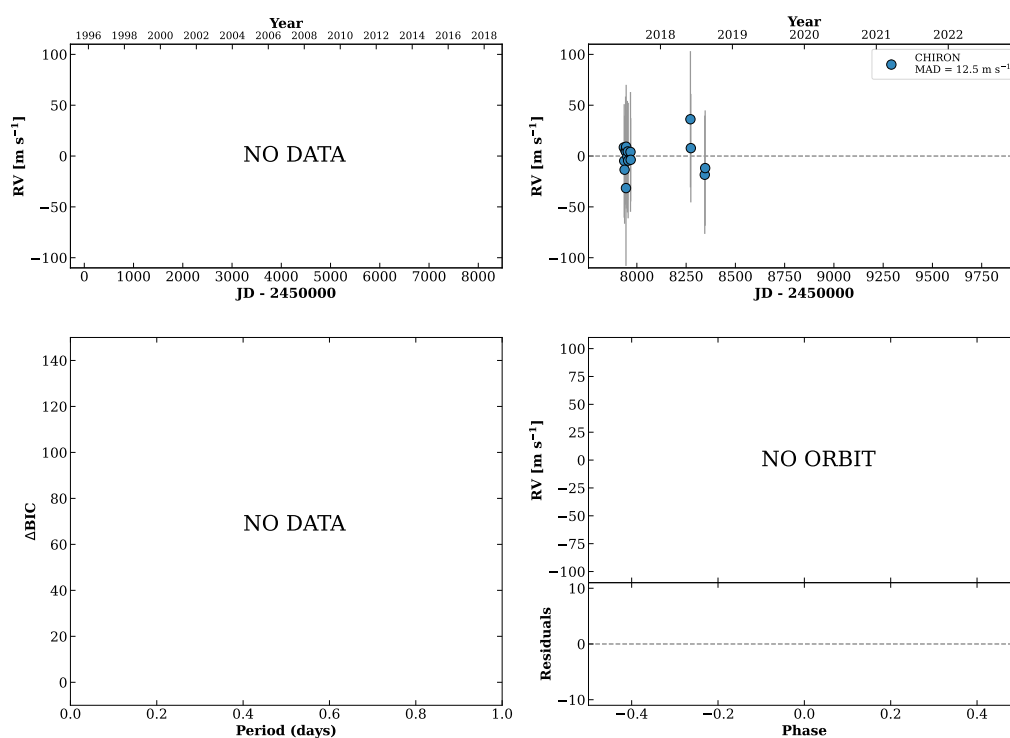 Year
1996 1998 2000 2002 2004 2006 2008 2010 2012 2014 2016 2018
100
50
0
−50
−100
RV [m s⁻¹]
NO DATA
0 1000 2000 3000 4000 5000 6000 7000 8000
JD - 2450000
Year
2018 2019 2020 2021 2022
CHIRON
MAD = 12.5 m s⁻¹
100
50
0
−50
−100
RV [m s⁻¹]
8000 8250 8500 8750 9000 9250 9500 9750
JD - 2450000
140
120
100
80
60
40
20
0
ΔBIC
NO DATA
0.0 0.2 0.4 0.6 0.8 1.0
Period (days)
100
75
50
25
0
−25
−50
−75
−100
RV [m s⁻¹]
NO ORBIT
10
0
−10
Residuals
−0.4 −0.2 0.0 0.2 0.4
Phase